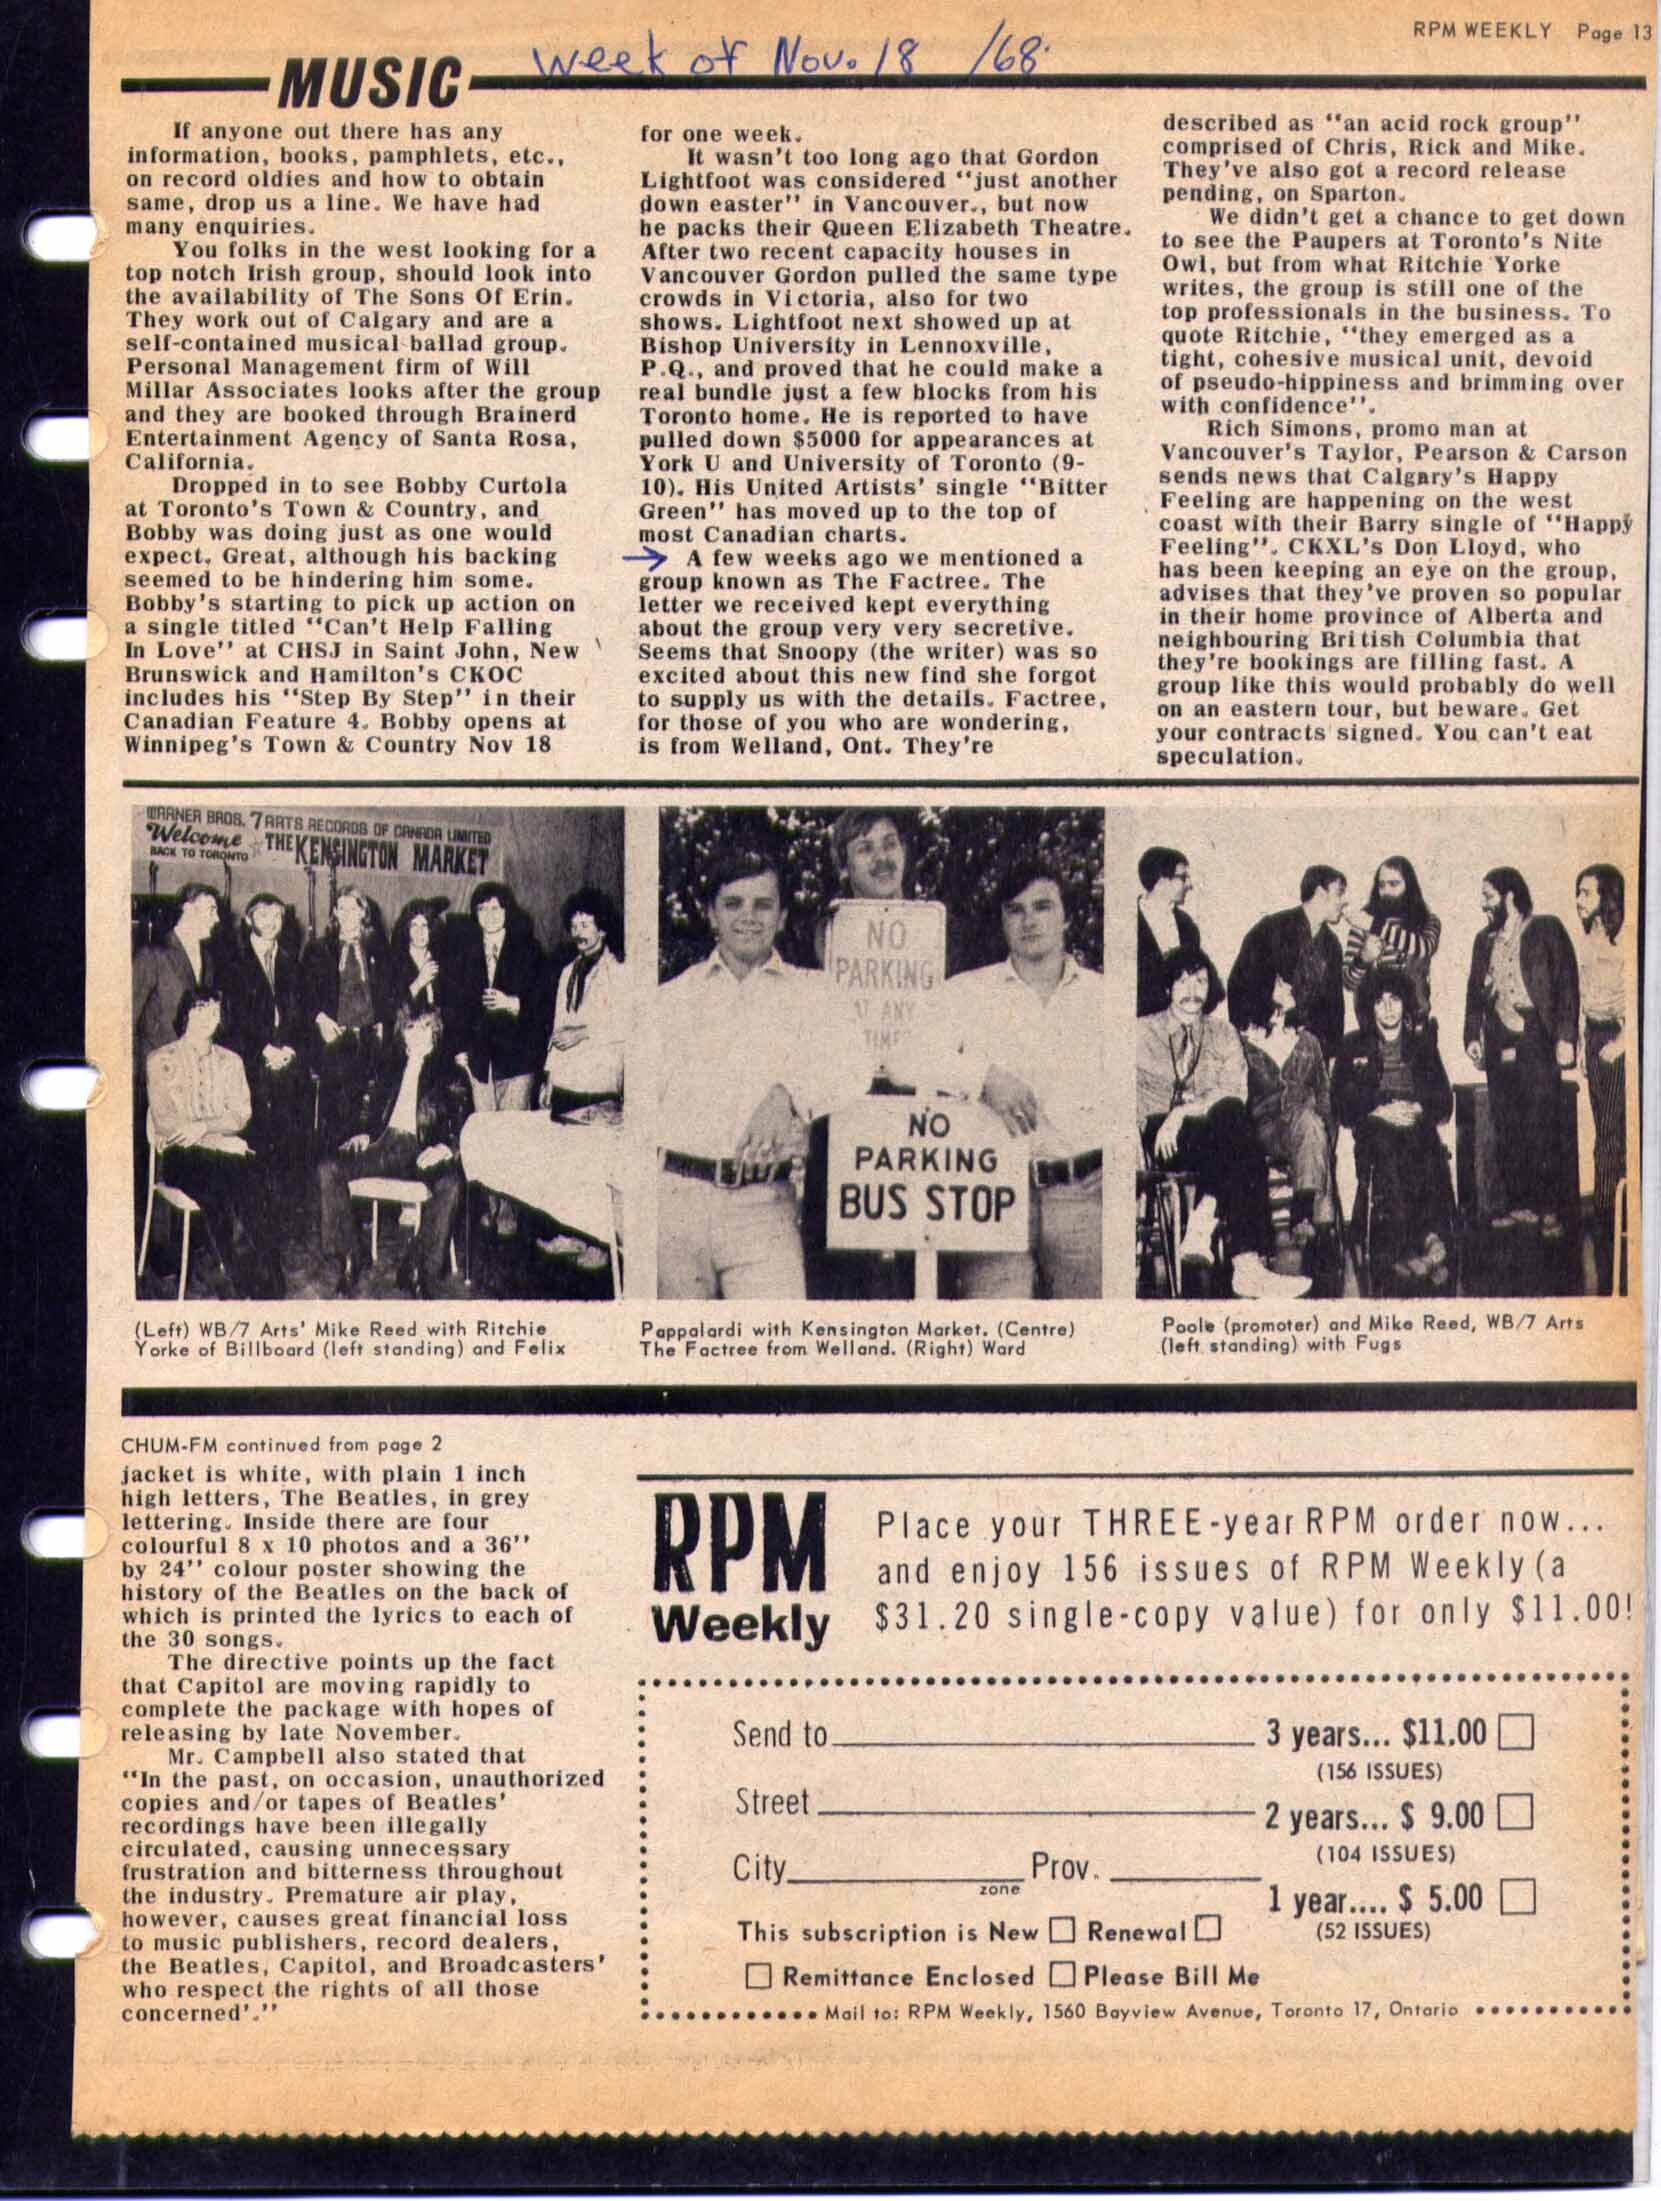 RPM WEEKLY Page 13
Week of Nov. 18 /68
MUSIC
If anyone out there has any
information, books, pamphlets, etc.,
on record oldies and how to obtain
same, drop us a line. We have had
many enquiries.
You folks in the west looking for a
top notch Irish group, should look into
the availability of The Sons Of Erin.
They work out of Calgary and are a
self-contained musical ballad group.
Personal Management firm of Will
Millar Associates looks after the group
and they are booked through Brainerd
Entertainment Agency of Santa Rosa,
California.
Dropped in to see Bobby Curtola
at Toronto's Town & Country, and
Bobby was doing just as one would
expect. Great, although his backing
seemed to be hindering him some.
Bobby's starting to pick up action on
a single titled "Can't Help Falling
In Love" at CHSJ in Saint John, New
Brunswick and Hamilton's CKOC
includes his "Step By Step" in their
Canadian Feature 4. Bobby opens at
Winnipeg's Town & Country Nov 18
for one week.
It wasn't too long ago that Gordon
Lightfoot was considered "just another
down easter" in Vancouver., but now
he packs their Queen Elizabeth Theatre.
After two recent capacity houses in
Vancouver Gordon pulled the same type
crowds in Victoria, also for two
shows. Lightfoot next showed up at
Bishop University in Lennoxville,
P.Q., and proved that he could make a
real bundle just a few blocks from his
Toronto home. He is reported to have
pulled down $5000 for appearances at
York U and University of Toronto (9-
10). His United Artists' single "Bitter
Green" has moved up to the top of
most Canadian charts.
A few weeks ago we mentioned a
group known as The Factree. The
letter we received kept everything
about the group very very secretive.
Seems that Snoopy (the writer) was so
excited about this new find she forgot
to supply us with the details. Factree,
for those of you who are wondering,
is from Welland, Ont. They're
described as "an acid rock group"
comprised of Chris, Rick and Mike.
They've also got a record release
pending, on Sparton.
We didn't get a chance to get down
to see the Paupers at Toronto's Nite
Owl, but from what Ritchie Yorke
writes, the group is still one of the
top professionals in the business. To
quote Ritchie, "they emerged as a
tight, cohesive musical unit, devoid
of pseudo-hippiness and brimming over
with confidence".
Rich Simons, promo man at
Vancouver's Taylor, Pearson & Carson
sends news that Calgary's Happy
Feeling are happening on the west
coast with their Barry single of "Happy
Feeling". CKXL's Don Lloyd, who
has been keeping an eye on the group,
advises that they've proven so popular
in their home province of Alberta and
neighbouring British Columbia that
they're bookings are filling fast. A
group like this would probably do well
on an eastern tour, but beware. Get
your contracts signed. You can't eat
speculation.
WARNER BROS. 7 ARTS RECORDS OF CANADA LIMITED
Welcome
BACK TO TORONTO
THE KENSINGTON MARKET
NO
PARKING
AT ANY
TIME
NO
PARKING
BUS STOP
(Left) WB/7 Arts' Mike Reed with Ritchie
Yorke of Billboard (left standing) and Felix
Pappalardi with Kensington Market. (Centre)
The Factree from Welland. (Right) Ward
Poole (promoter) and Mike Reed, WB/7 Arts
(left standing) with Fugs
CHUM-FM continued from page 2
jacket is white, with plain 1 inch
high letters, The Beatles, in grey
lettering. Inside there are four
colourful 8 x 10 photos and a 36"
by 24" colour poster showing the
history of the Beatles on the back of
which is printed the lyrics to each of
the 30 songs.
The directive points up the fact
that Capitol are moving rapidly to
complete the package with hopes of
releasing by late November.
Mr. Campbell also stated that
"In the past, on occasion, unauthorized
copies and/or tapes of Beatles'
recordings have been illegally
circulated, causing unnecessary
frustration and bitterness throughout
the industry. Premature air play,
however, causes great financial loss
to music publishers, record dealers,
the Beatles, Capitol, and Broadcasters'
who respect the rights of all those
concerned'."
RPM
Weekly
Place your THREE-year RPM order now...
and enjoy 156 issues of RPM Weekly (a
$31.20 single-copy value) for only $11.00!
Send to
3 years... $11.00
(156 ISSUES)
Street
2 years... $ 9.00
(104 ISSUES)
City
zone
Prov.
1 year.... $ 5.00
(52 ISSUES)
This subscription is New Renewal
Remittance Enclosed Please Bill Me
Mail to: RPM Weekly, 1560 Bayview Avenue, Toronto 17, Ontario